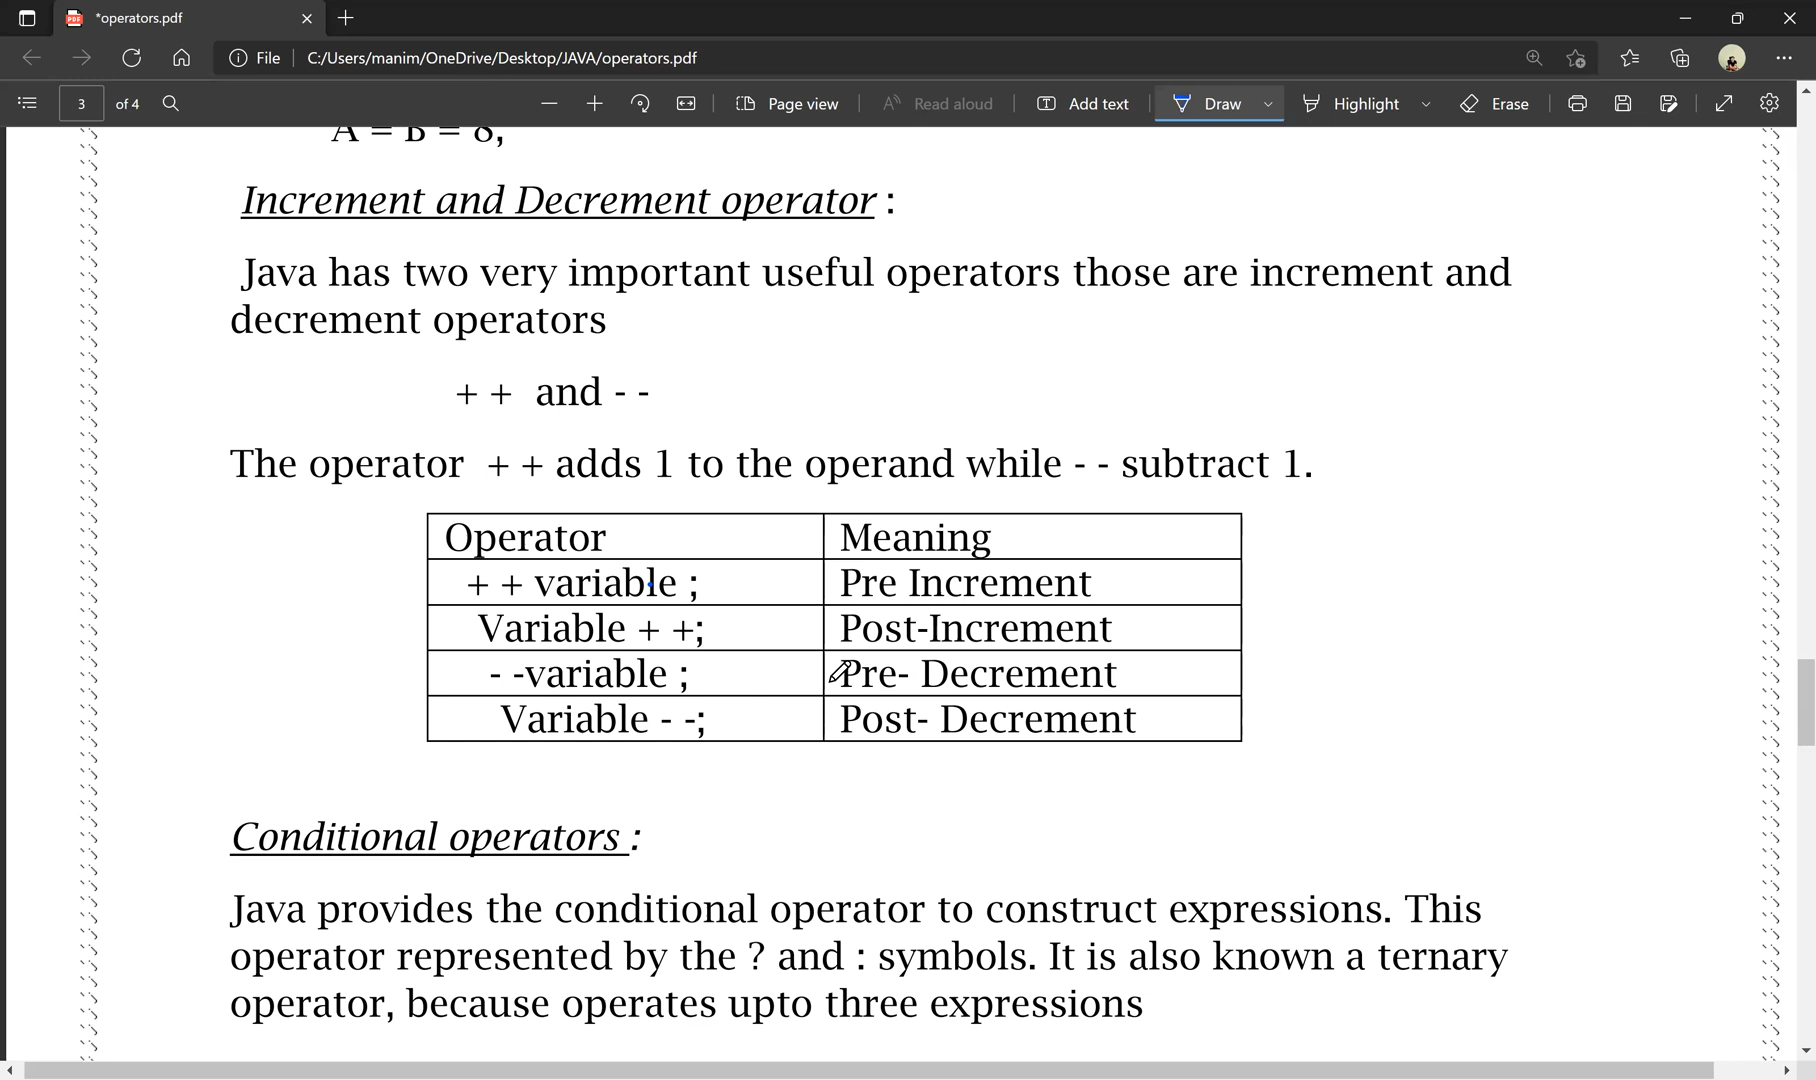 *operators.pdf
File
C:/Users/manim/OneDrive/Desktop/JAVA/operators.pdf
3 of 4
Page view
Read aloud
Add text
Draw
Highlight
Erase
A = B = 8;
Increment and Decrement operator :
Java has two very important useful operators those are increment and
decrement operators
+ + and - -
The operator + + adds 1 to the operand while - - subtract 1.
Operator Meaning
+ + variable ; Pre Increment
Variable + +; Post-Increment
- -variable ; Pre- Decrement
Variable - -; Post- Decrement
Conditional operators :
Java provides the conditional operator to construct expressions. This
operator represented by the ? and : symbols. It is also known a ternary
operator, because operates upto three expressions